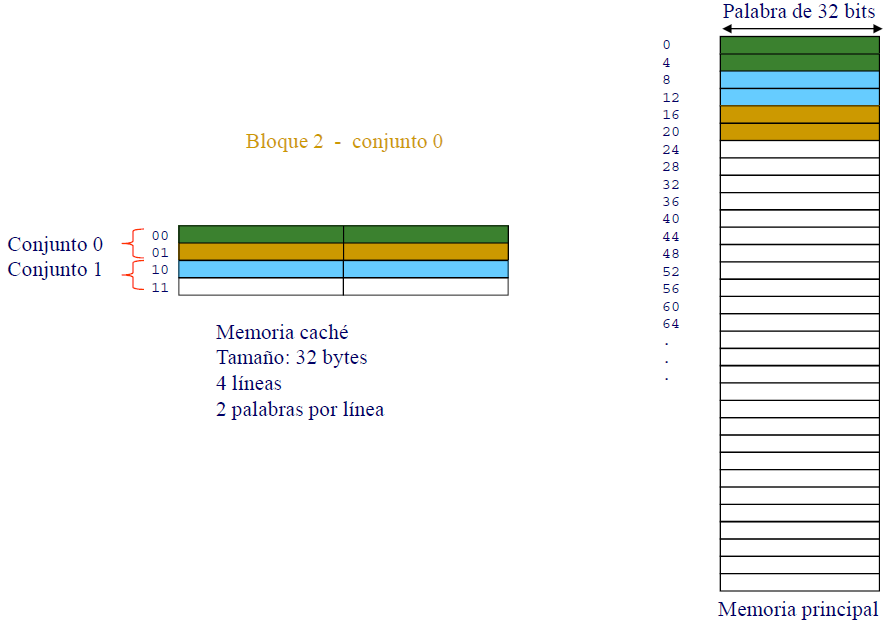 Palabra de 32 bits
0
4
8
12
16
20
24
28
32
36
40
44
48
52
56
60
64
.
.
.
Bloque 2 - conjunto 0
Conjunto 0
Conjunto 1
00
01
10
11
Memoria caché
Tamaño: 32 bytes
4 líneas
2 palabras por línea
Memoria principal